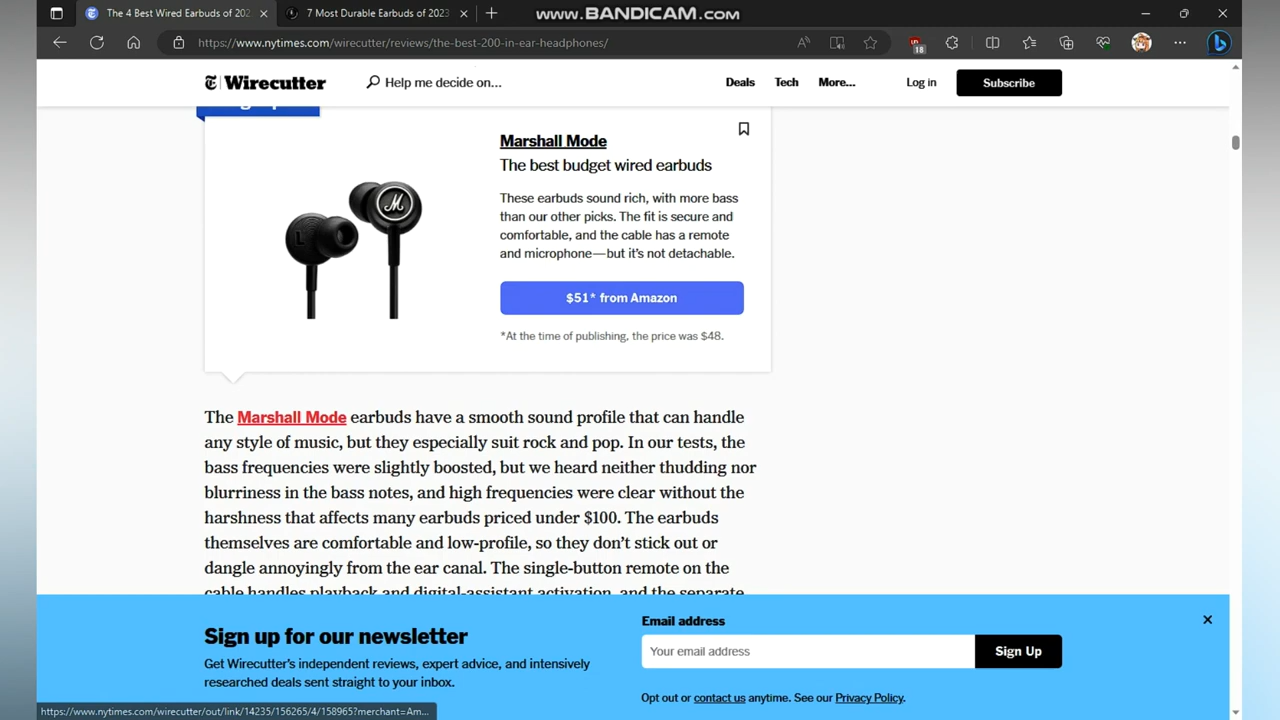 The 4 Best Wired Earbuds of 202
7 Most Durable Earbuds of 2023
www.BANDICAM.com
https://www.nytimes.com/wirecutter/reviews/the-best-200-in-ear-headphones/
18
Wirecutter
Help me decide on...
Deals
Tech
More...
Log in
Subscribe
Marshall Mode
The best budget wired earbuds
These earbuds sound rich, with more bass
than our other picks. The fit is secure and
comfortable, and the cable has a remote
and microphone—but it's not detachable.
$51* from Amazon
*At the time of publishing, the price was $48.
The Marshall Mode earbuds have a smooth sound profile that can handle
any style of music, but they especially suit rock and pop. In our tests, the
bass frequencies were slightly boosted, but we heard neither thudding nor
blurriness in the bass notes, and high frequencies were clear without the
harshness that affects many earbuds priced under $100. The earbuds
themselves are comfortable and low-profile, so they don't stick out or
dangle annoyingly from the ear canal. The single-button remote on the
cable handles playback and digital-assistant activation, and the separate
Sign up for our newsletter
Get Wirecutter's independent reviews, expert advice, and intensively
researched deals sent straight to your inbox.
Email address
Your email address
Sign Up
Opt out or contact us anytime. See our Privacy Policy.
https://www.nytimes.com/wirecutter/out/link/14235/156265/4/158965?merchant=Am...